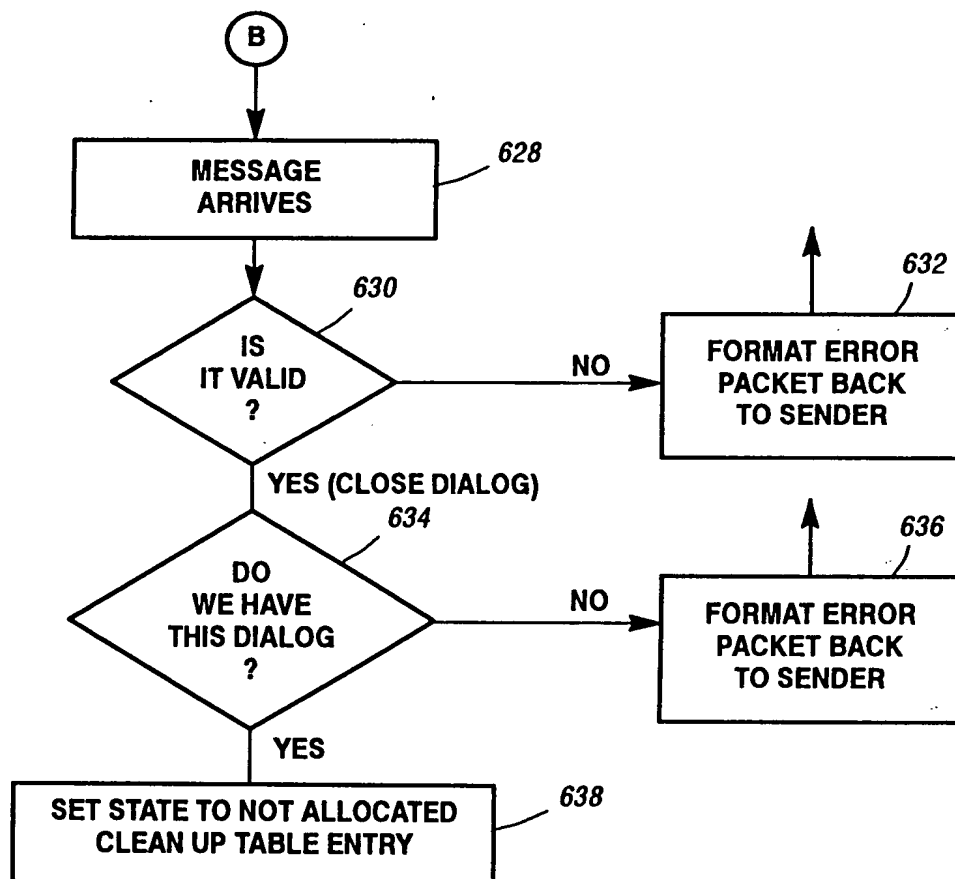 B
628
MESSAGE
ARRIVES
630
IS
IT VALID
?
NO
632
FORMAT ERROR
PACKET BACK
TO SENDER
YES (CLOSE DIALOG)
634
DO
WE HAVE
THIS DIALOG
?
NO
636
FORMAT ERROR
PACKET BACK
TO SENDER
YES
638
SET STATE TO NOT ALLOCATED
CLEAN UP TABLE ENTRY